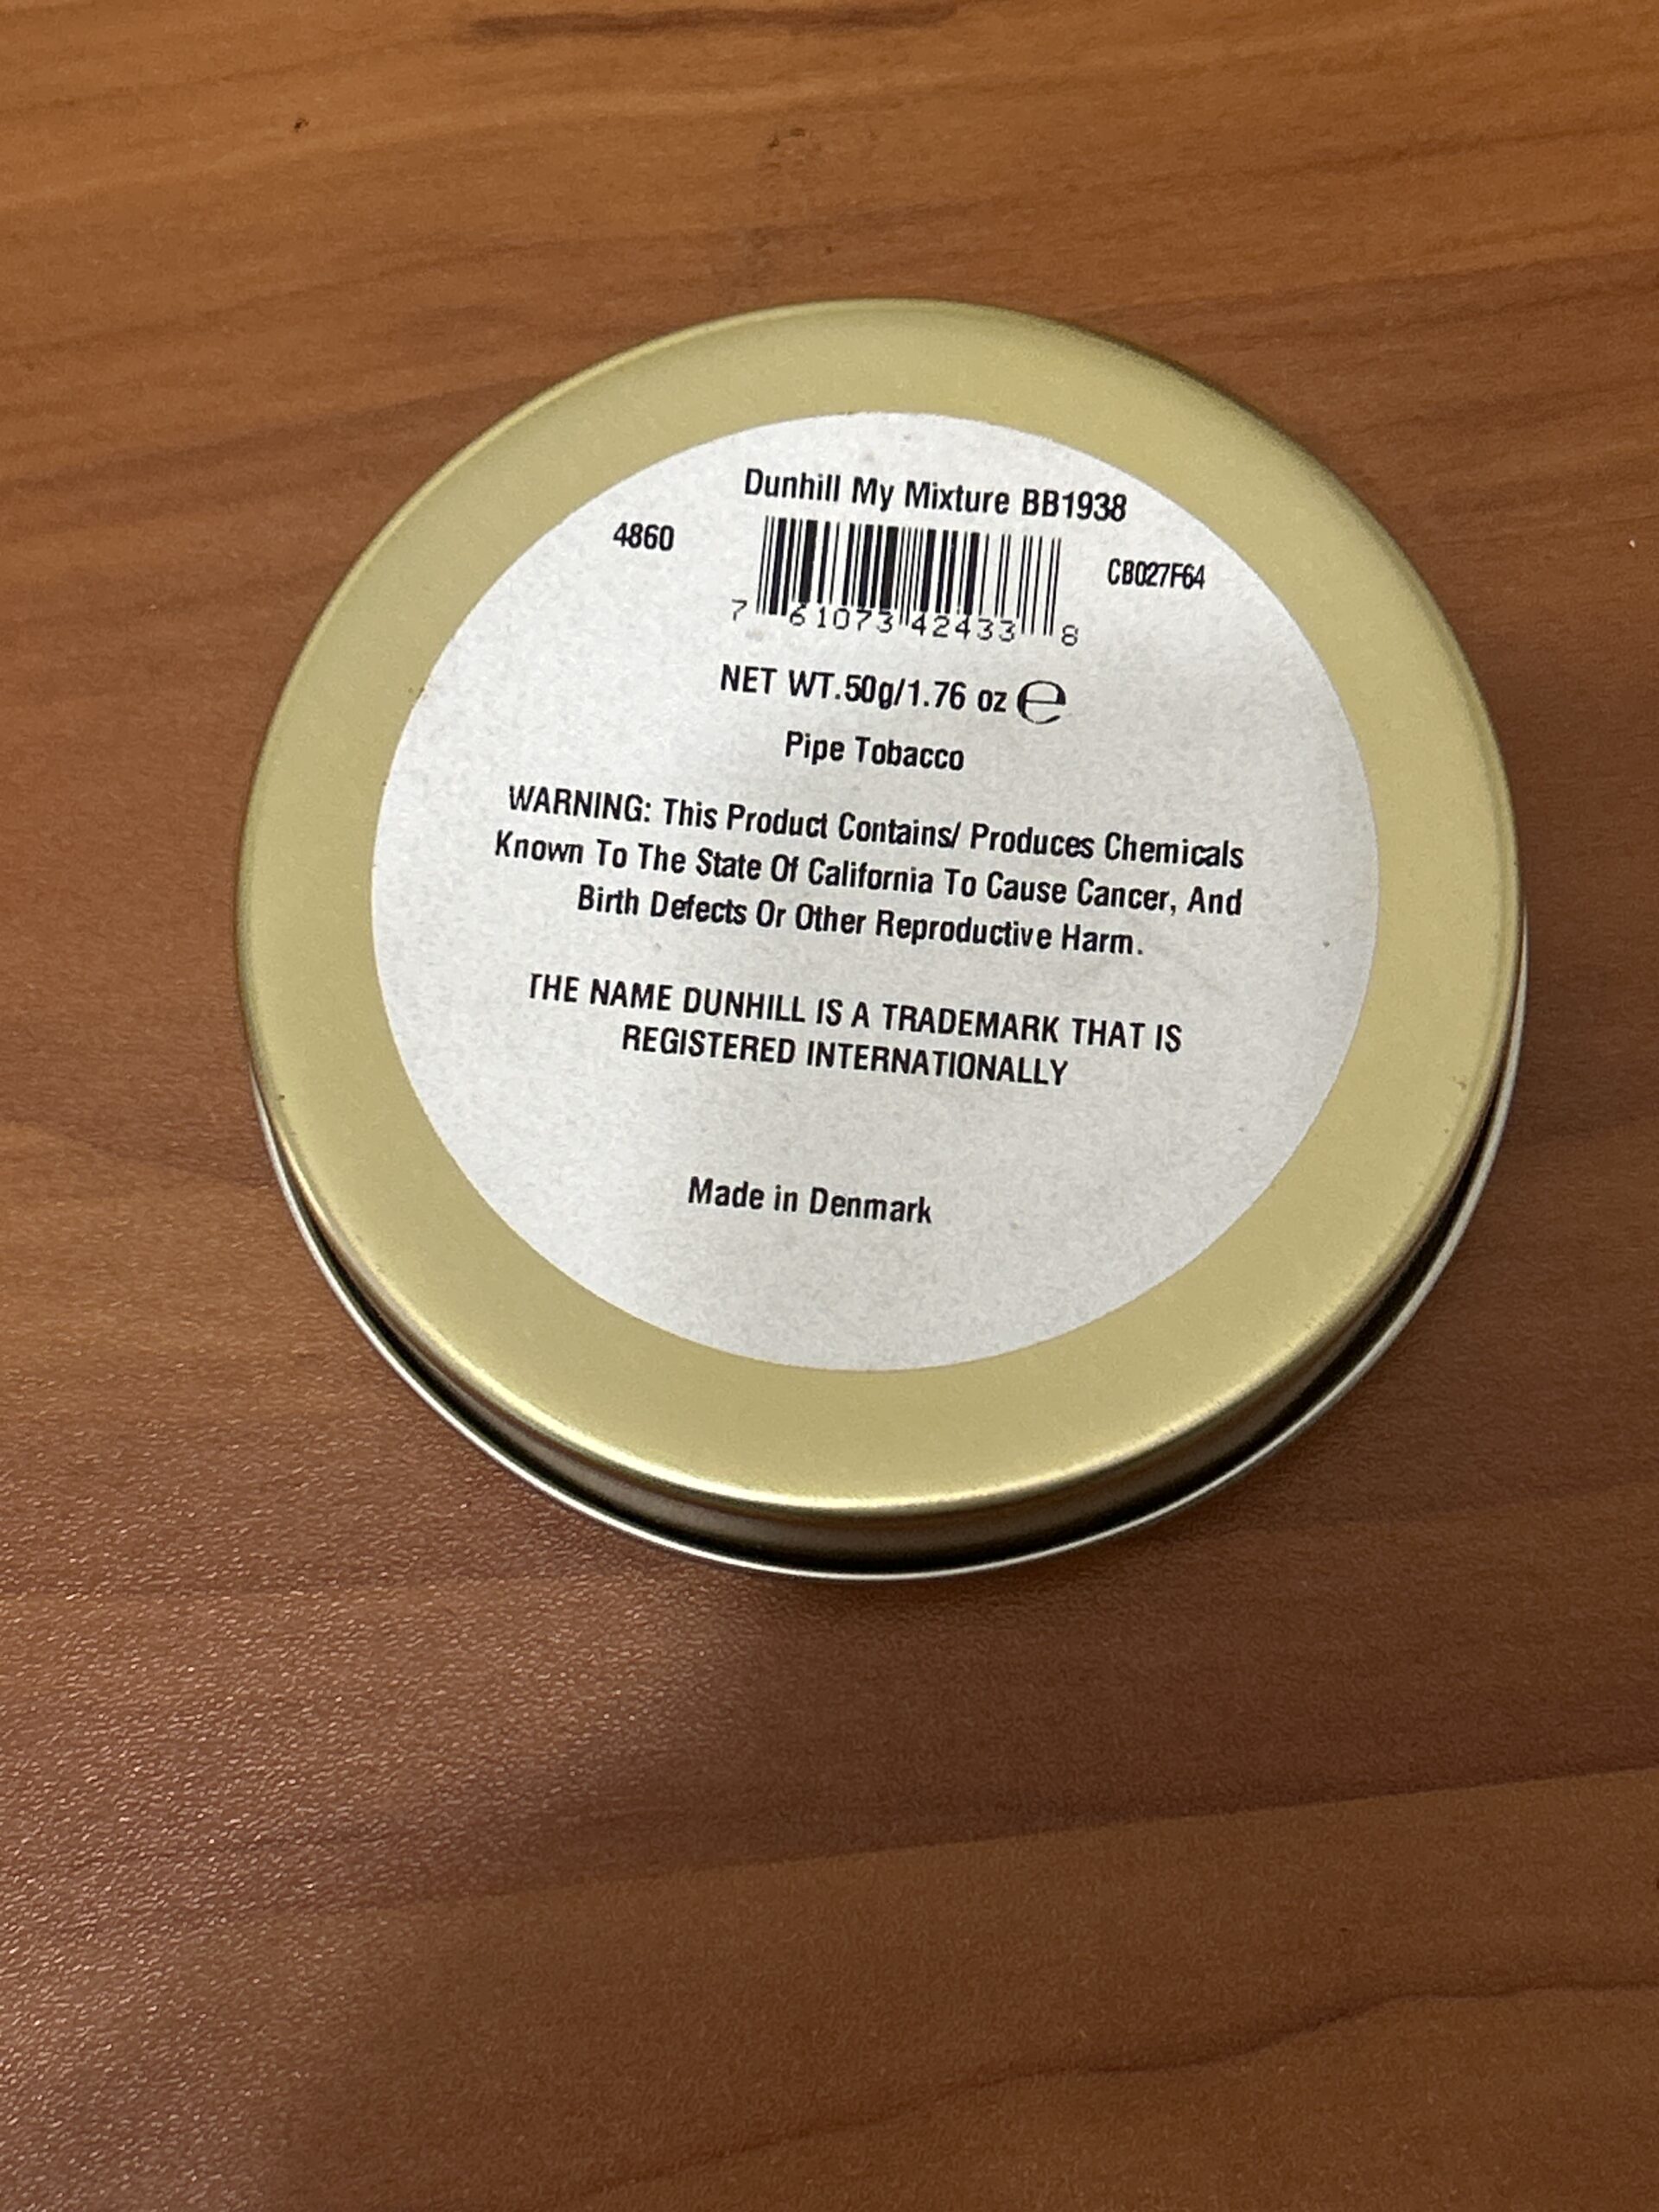 Dunhill My Mixture BB1938
4860
CB027F64
7 61073 42433 8
NET WT.50g/1.76 oz ℮
Pipe Tobacco
WARNING: This Product Contains/ Produces Chemicals
Known To The State Of California To Cause Cancer, And
Birth Defects Or Other Reproductive Harm.
THE NAME DUNHILL IS A TRADEMARK THAT IS
REGISTERED INTERNATIONALLY
Made in Denmark